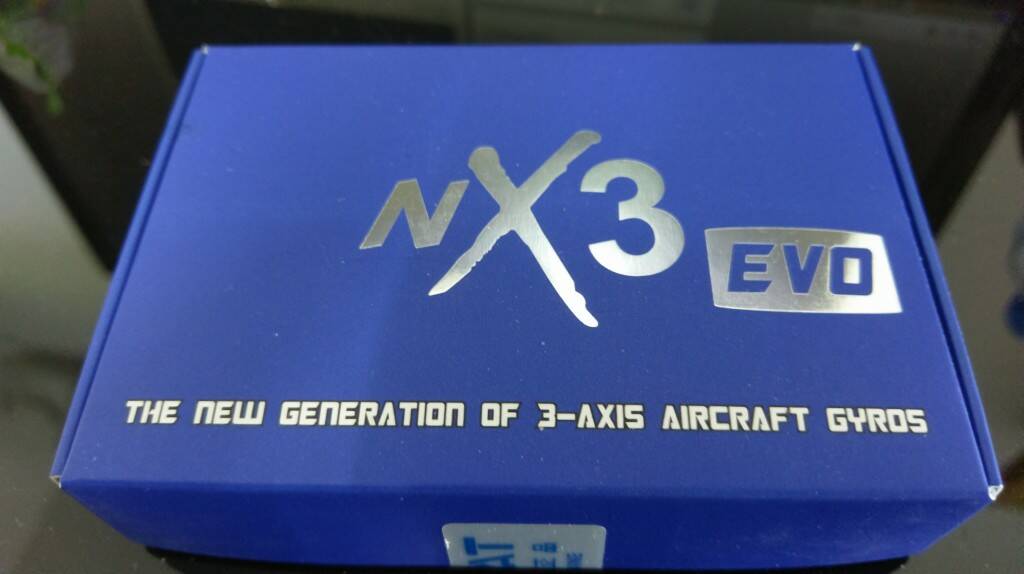 NX3
EVO
THE NEW GENERATION OF 3-AXIS AIRCRAFT GYROS